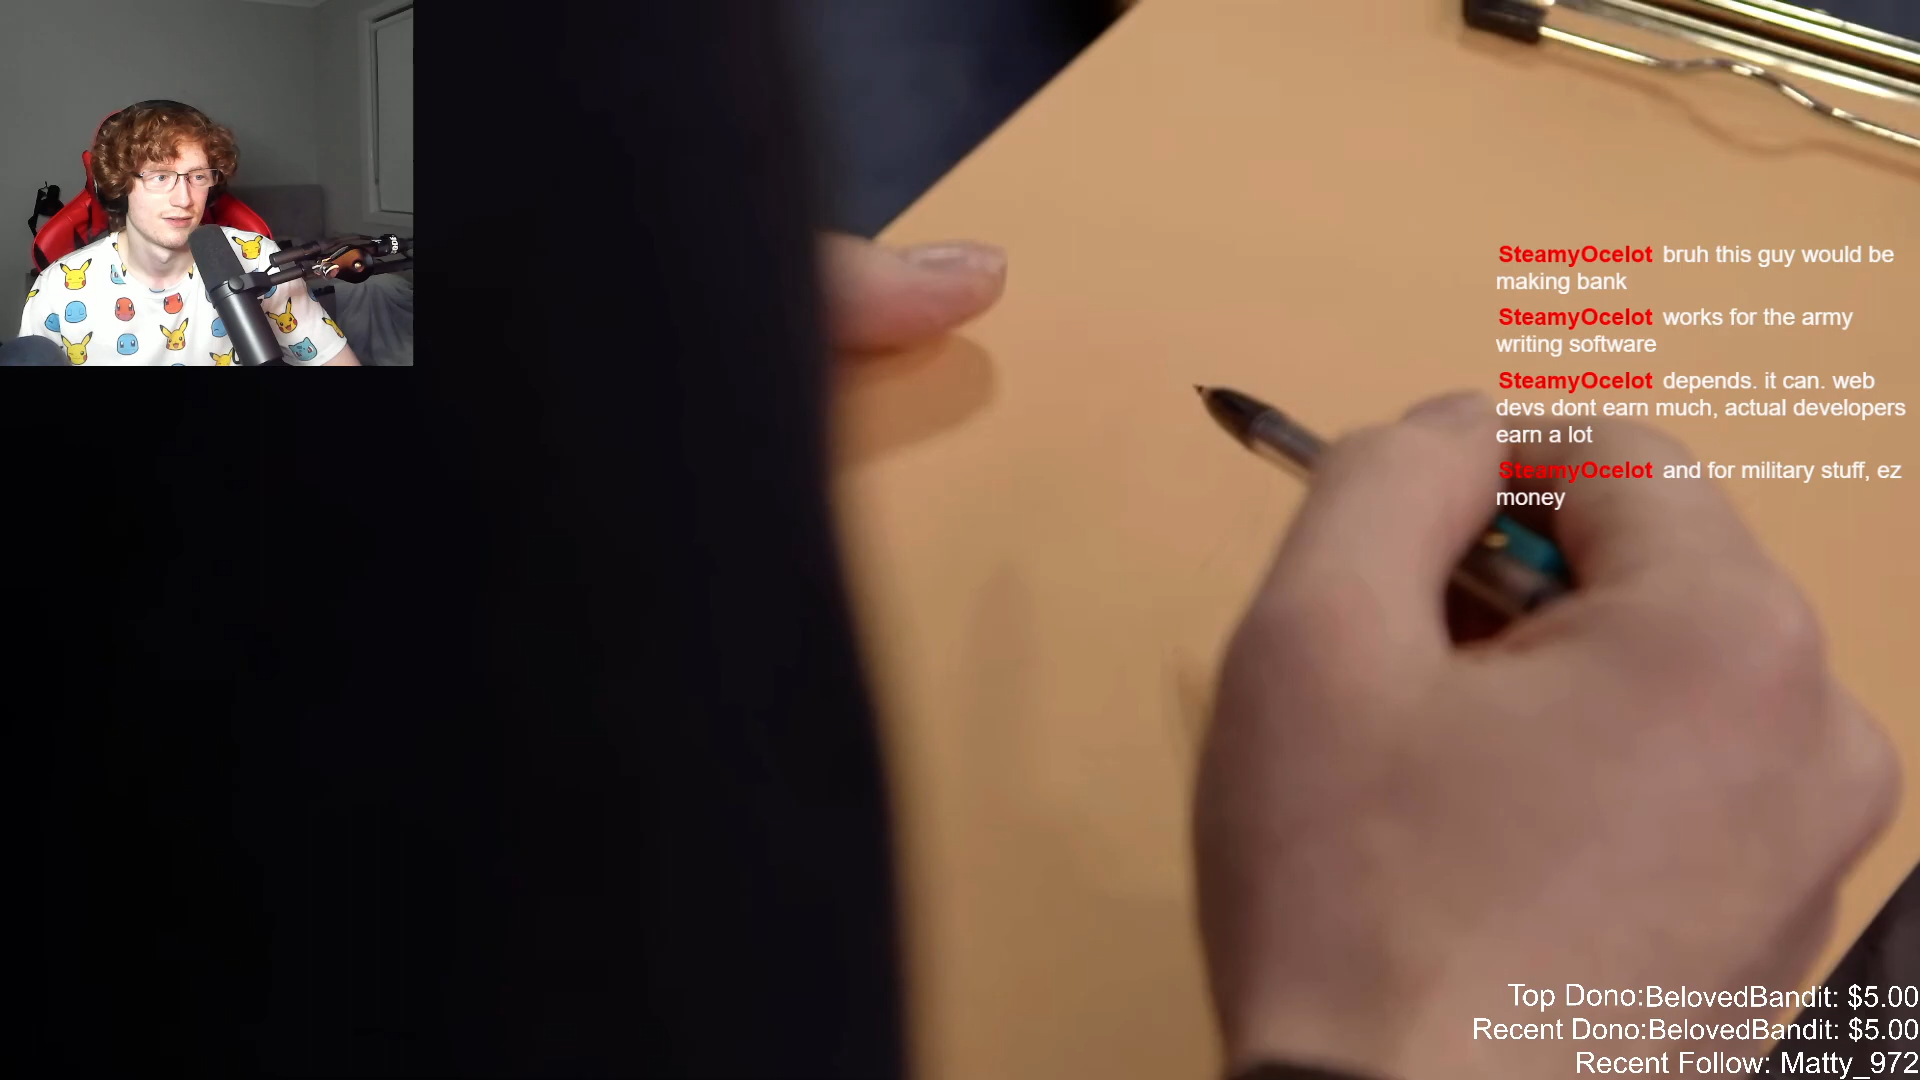 SteamyOcelot bruh this guy would be
making bank
SteamyOcelot works for the army
writing software
SteamyOcelot depends. it can. web
devs dont earn much, actual developers
earn a lot
SteamyOcelot and for military stuff, ez
money
Top Dono:BelovedBandit: $5.00
Recent Dono:BelovedBandit: $5.00
Recent Follow: Matty_972